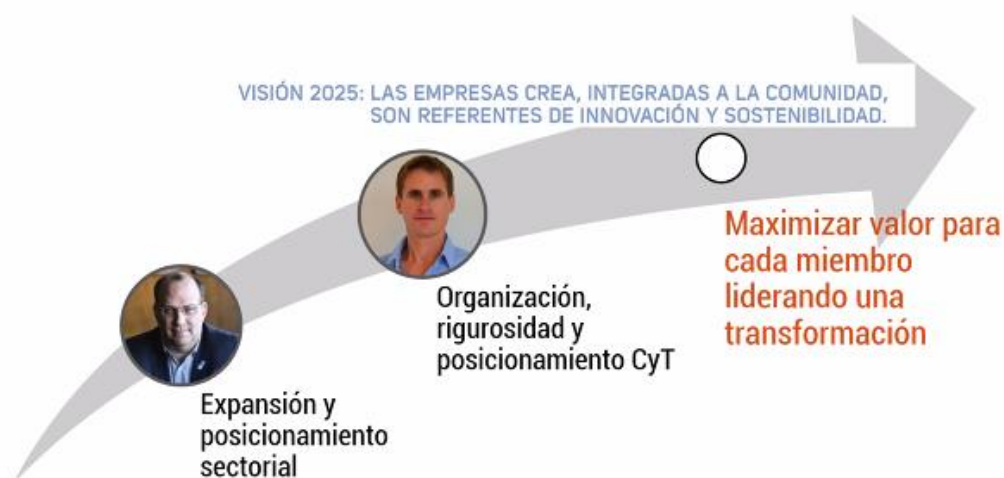 VISIÓN 2025: LAS EMPRESAS CREA, INTEGRADAS A LA COMUNIDAD,
SON REFERENTES DE INNOVACIÓN Y SOSTENIBILIDAD.
Expansión y
posicionamiento
sectorial
Organización,
rigurosidad y
posicionamiento CyT
Maximizar valor para
cada miembro
liderando una
transformación